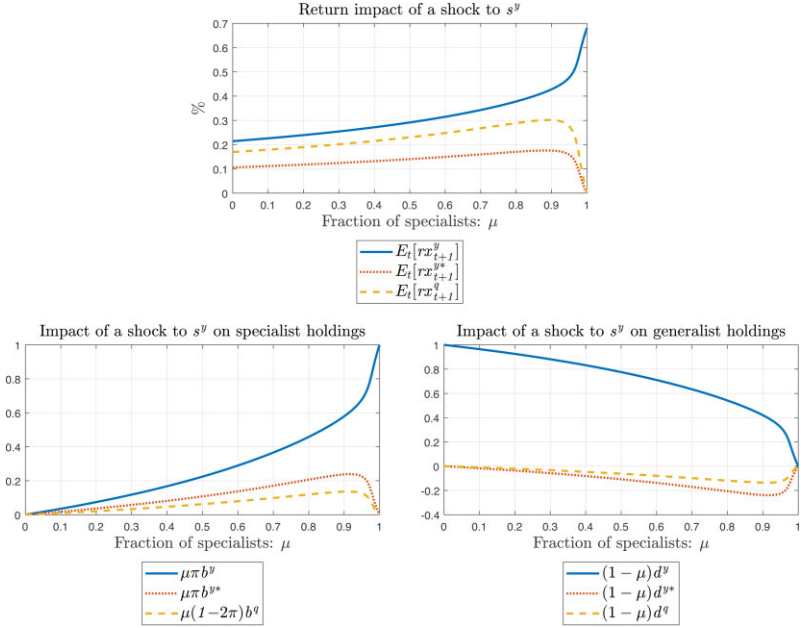 Return impact of a shock to sʸ
0.7
0.6
0.5
0.4
0.3
0.2
0.1
0
%
0 0.1 0.2 0.3 0.4 0.5 0.6 0.7 0.8 0.9 1
Fraction of specialists: μ
E_t[rx^y_{t+1}]
E_t[rx^{y*}_{t+1}]
E_t[rx^q_{t+1}]
Impact of a shock to sʸ on specialist holdings
1
0.8
0.6
0.4
0.2
0
0 0.1 0.2 0.3 0.4 0.5 0.6 0.7 0.8 0.9 1
Fraction of specialists: μ
μπb^y
μπb^{y*}
μ(1−2π)b^q
Impact of a shock to sʸ on generalist holdings
1
0.8
0.6
0.4
0.2
0
-0.2
-0.4
0 0.1 0.2 0.3 0.4 0.5 0.6 0.7 0.8 0.9 1
Fraction of specialists: μ
(1 − μ)d^y
(1 − μ)d^{y*}
(1 − μ)d^q